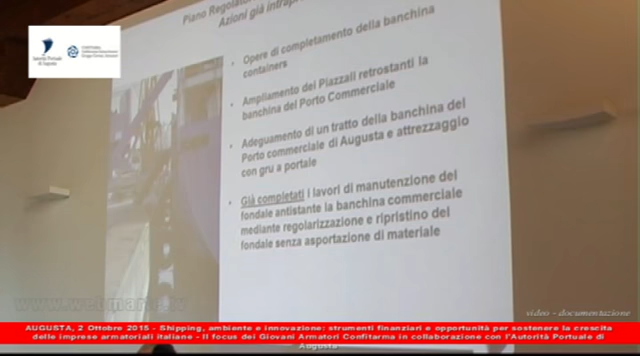 Piano Regolator
Azioni già intrapr
• Opere di completamento della banchina
containers
• Ampliamento dei Piazzali retrostanti la
banchina del Porto Commerciale
• Adeguamento di un tratto della banchina del
Porto commerciale di Augusta e attrezzaggio
con gru a portale
• Già completati i lavori di manutenzione del
fondale antistante la banchina commerciale
mediante regolarizzazione e ripristino del
fondale senza asportazione di materiale
video - documentazione
AUGUSTA, 2 Ottobre 2015 - Shipping, ambiente e innovazione: strumenti finanziari e opportunità per sostenere la crescita
delle imprese armatoriali italiane - Il focus dei Giovani Armatori Confitarma in collaborazione con l'Autorità Portuale di
Augusta